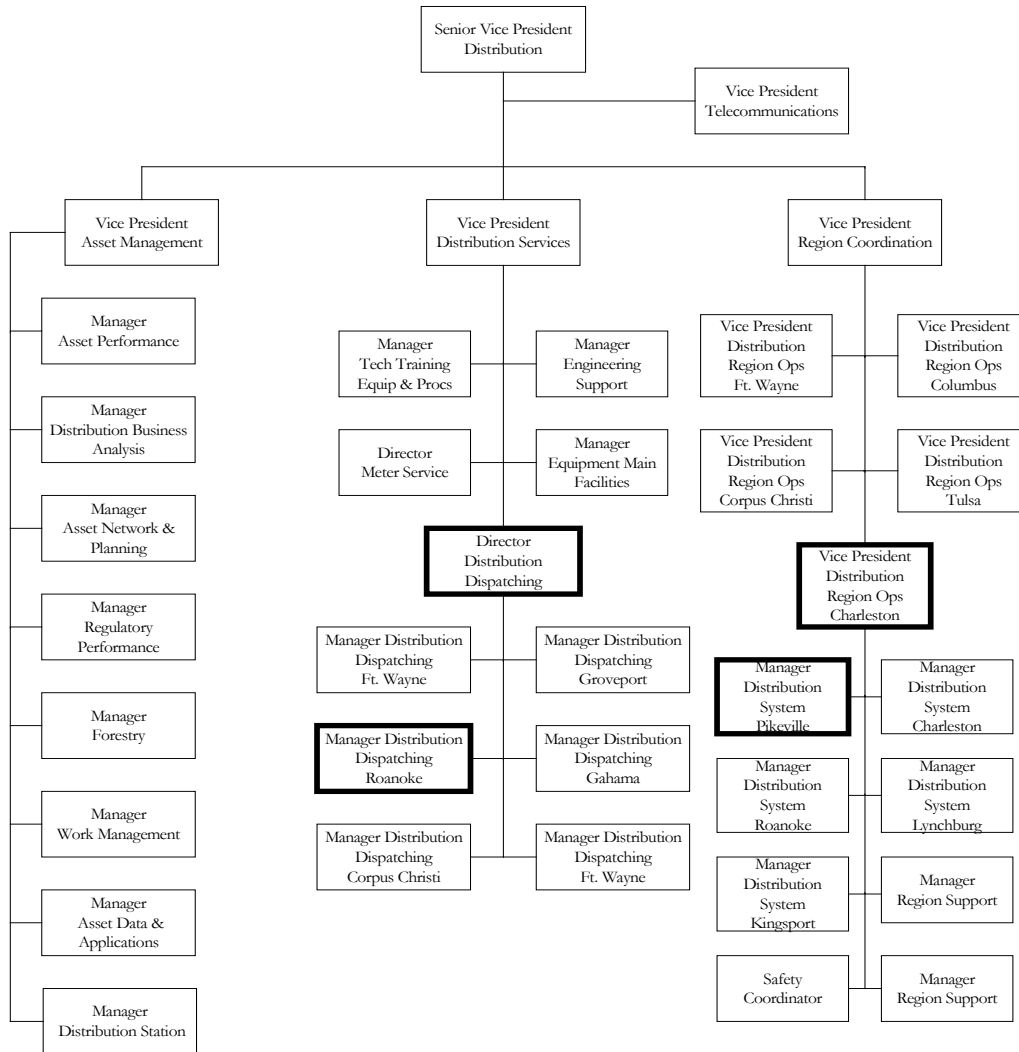 Senior Vice President
Distribution
Vice President
Telecommunications
Vice President
Asset Management
Vice President
Distribution Services
Vice President
Region Coordination
Manager
Asset Performance
Manager
Distribution Business
Analysis
Manager
Asset Network &
Planning
Manager
Regulatory
Performance
Manager
Forestry
Manager
Work Management
Manager
Asset Data &
Applications
Manager
Distribution Station
Manager
Tech Training
Equip & Procs
Manager
Engineering
Support
Director
Meter Service
Manager
Equipment Main
Facilities
Director
Distribution
Dispatching
Manager Distribution
Dispatching
Ft. Wayne
Manager Distribution
Dispatching
Groveport
Manager Distribution
Dispatching
Roanoke
Manager Distribution
Dispatching
Gahama
Manager Distribution
Dispatching
Corpus Christi
Manager Distribution
Dispatching
Ft. Wayne
Vice President
Distribution
Region Ops
Ft. Wayne
Vice President
Distribution
Region Ops
Columbus
Vice President
Distribution
Region Ops
Corpus Christi
Vice President
Distribution
Region Ops
Tulsa
Vice President
Distribution
Region Ops
Charleston
Manager
Distribution
System
Pikeville
Manager
Distribution
System
Charleston
Manager
Distribution
System
Roanoke
Manager
Distribution
System
Lynchburg
Manager
Distribution
System
Kingsport
Manager
Region Support
Safety
Coordinator
Manager
Region Support